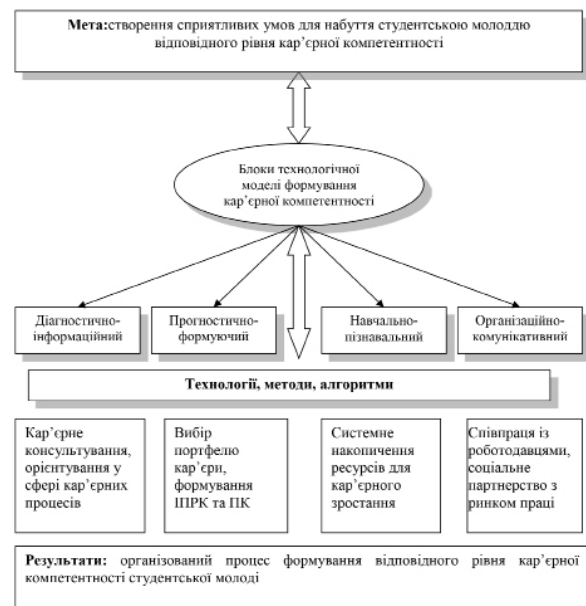 Мета:створення сприятливих умов для набуття студентською молоддю
відповідного рівня кар’єрної компетентності
Блоки технологічної
моделі формування
кар’єрної компетентності
Діагностично-
інформаційний
Прогностично-
формуючий
Навчально-
пізнавальний
Організаційно-
комунікативний
Технології, методи, алгоритми
Кар’єрне
консультування,
орієнтування у
сфері кар’єрних
процесів
Вибір
портфелю
кар’єри,
формування
ІПРК та ПК
Системне
накопичення
ресурсів для
кар’єрного
зростання
Співпраця із
роботодавцями,
соціальне
партнерство з
ринком праці
Результати: організований процес формування відповідного рівня кар’єрної
компетентності студентської молоді